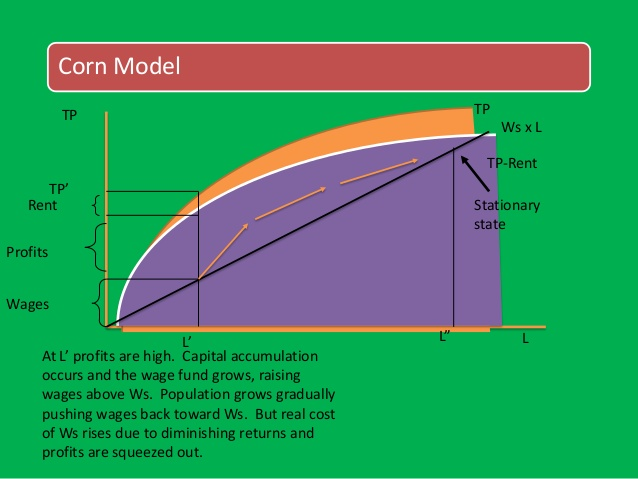 Corn Model
TP
TP
Ws x L
TP-Rent
TP’
Rent
Stationary
state
Profits
Wages
L’
L”
L
At L’ profits are high. Capital accumulation
occurs and the wage fund grows, raising
wages above Ws. Population grows gradually
pushing wages back toward Ws. But real cost
of Ws rises due to diminishing returns and
profits are squeezed out.